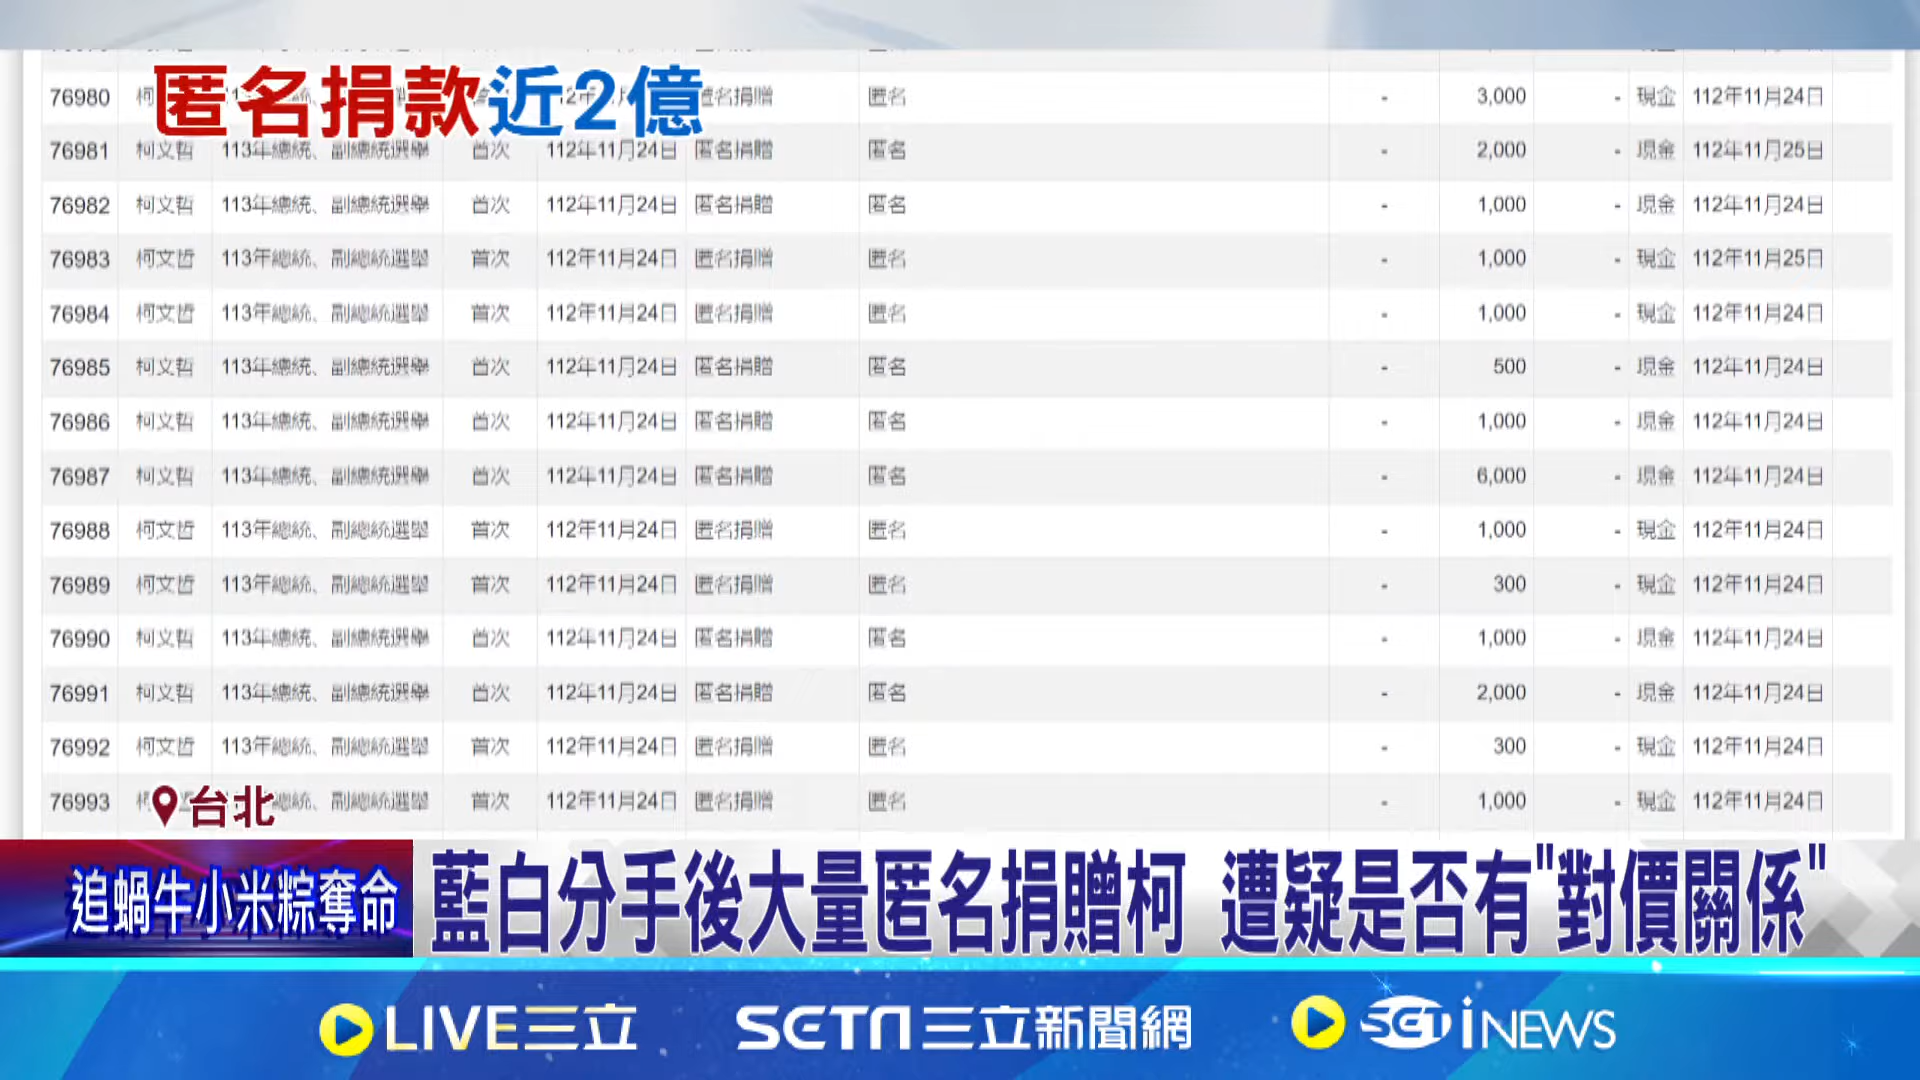 匿名捐款近2億
76980 柯 匿名捐贈 匿名 - 3,000 - 現金 112年11月24日
76981 柯文哲 113年總統、副總統選舉 首次 112年11月24日 匿名捐贈 匿名 - 2,000 - 現金 112年11月25日
76982 柯文哲 113年總統、副總統選舉 首次 112年11月24日 匿名捐贈 匿名 - 1,000 - 現金 112年11月24日
76983 柯文哲 113年總統、副總統選舉 首次 112年11月24日 匿名捐贈 匿名 - 1,000 - 現金 112年11月25日
76984 柯文哲 113年總統、副總統選舉 首次 112年11月24日 匿名捐贈 匿名 - 1,000 - 現金 112年11月24日
76985 柯文哲 113年總統、副總統選舉 首次 112年11月24日 匿名捐贈 匿名 - 500 - 現金 112年11月24日
76986 柯文哲 113年總統、副總統選舉 首次 112年11月24日 匿名捐贈 匿名 - 1,000 - 現金 112年11月24日
76987 柯文哲 113年總統、副總統選舉 首次 112年11月24日 匿名捐贈 匿名 - 6,000 - 現金 112年11月24日
76988 柯文哲 113年總統、副總統選舉 首次 112年11月24日 匿名捐贈 匿名 - 1,000 - 現金 112年11月24日
76989 柯文哲 113年總統、副總統選舉 首次 112年11月24日 匿名捐贈 匿名 - 300 - 現金 112年11月24日
76990 柯文哲 113年總統、副總統選舉 首次 112年11月24日 匿名捐贈 匿名 - 1,000 - 現金 112年11月24日
76991 柯文哲 113年總統、副總統選舉 首次 112年11月24日 匿名捐贈 匿名 - 2,000 - 現金 112年11月24日
76992 柯文哲 113年總統、副總統選舉 首次 112年11月24日 匿名捐贈 匿名 - 300 - 現金 112年11月24日
76993 總統、副總統選舉 首次 112年11月24日 匿名捐贈 匿名 - 1,000 - 現金 112年11月24日
台北
追蝸牛小米粽奪命 藍白分手後大量匿名捐贈柯 遭疑是否有"對價關係"
LIVE三立 SETN三立新聞網 SET iNEWS